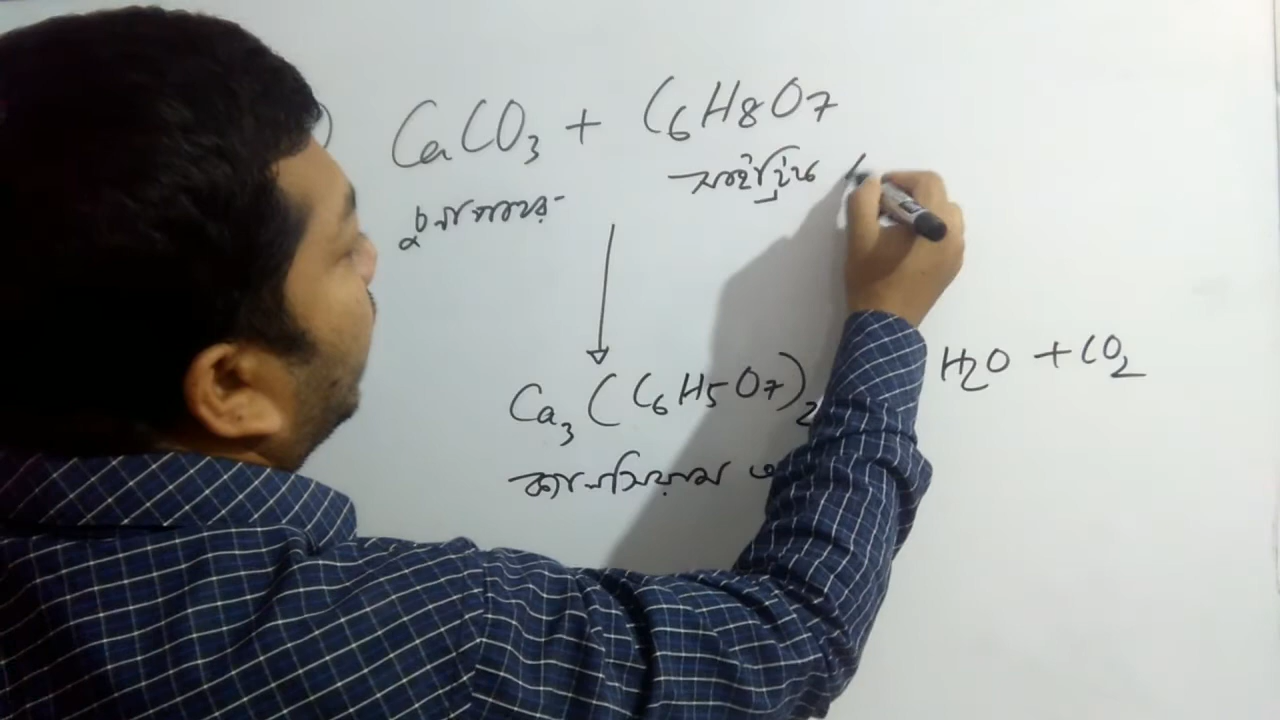 ) CaCO₃ + C₆H8O7
চুনাপাথর সাইট্রিক
Ca₃(C₆H5O7)₂ H₂O + CO₂
ক্যালসিয়াম